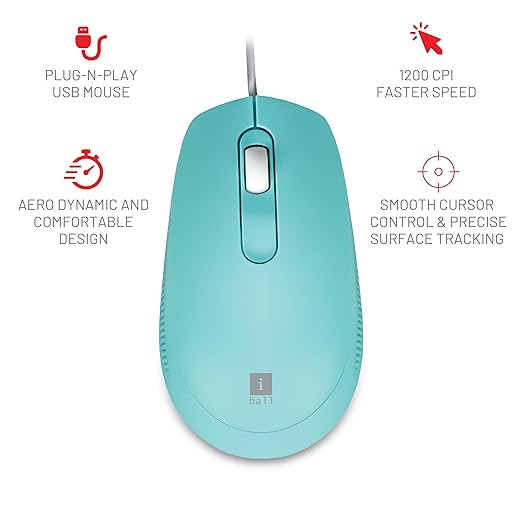 PLUG-N-PLAY
USB MOUSE
1200 CPI
FASTER SPEED
AERO DYNAMIC AND
COMFORTABLE
DESIGN
SMOOTH CURSOR
CONTROL & PRECISE
SURFACE TRACKING
i
ball